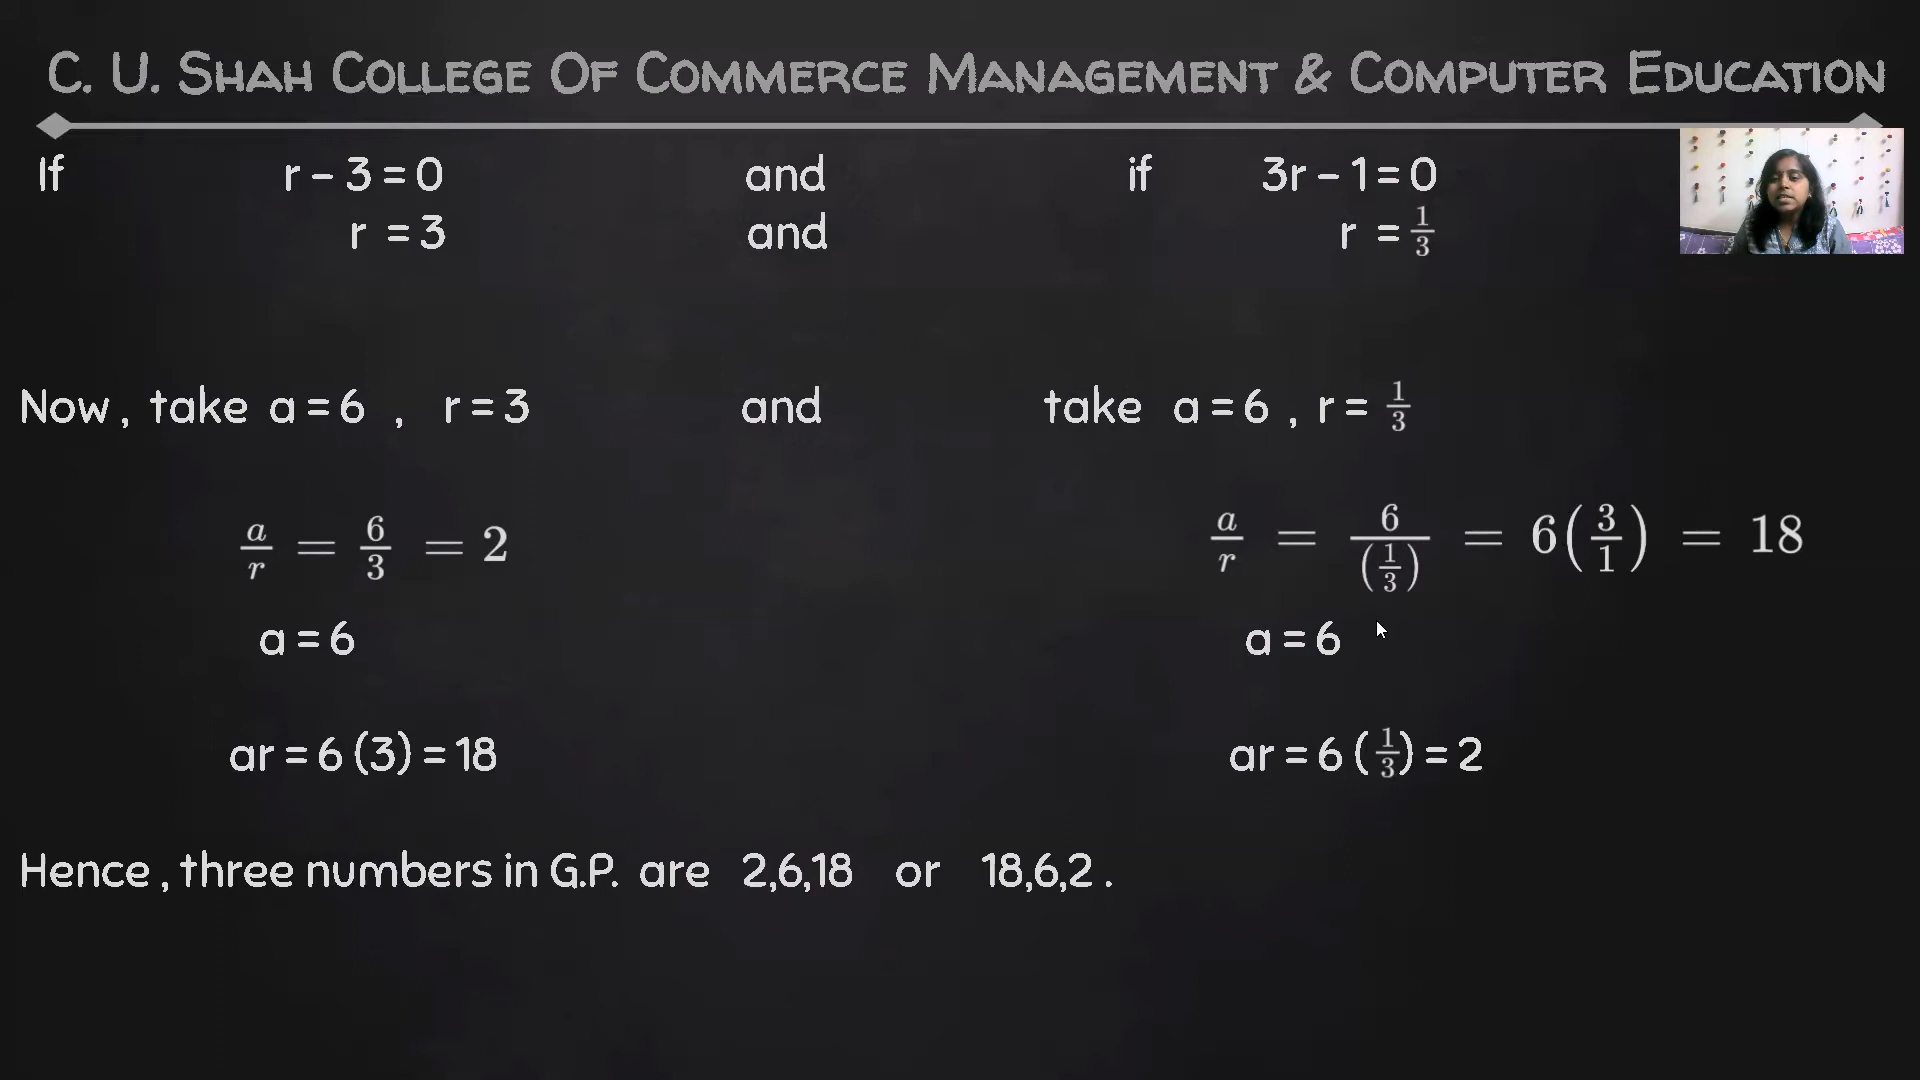 C. U. SHAH COLLEGE OF COMMERCE MANAGEMENT & COMPUTER EDUCATION
If r – 3 = 0 and if 3r – 1 = 0
r = 3 and r = 1/3
Now , take a = 6 , r = 3 and take a = 6 , r = 1/3
a/r = 6/3 = 2 a/r = 6/(1/3) = 6(3/1) = 18
a = 6 a = 6
ar = 6 (3) = 18 ar = 6 (1/3) = 2
Hence , three numbers in G.P. are 2,6,18 or 18,6,2 .